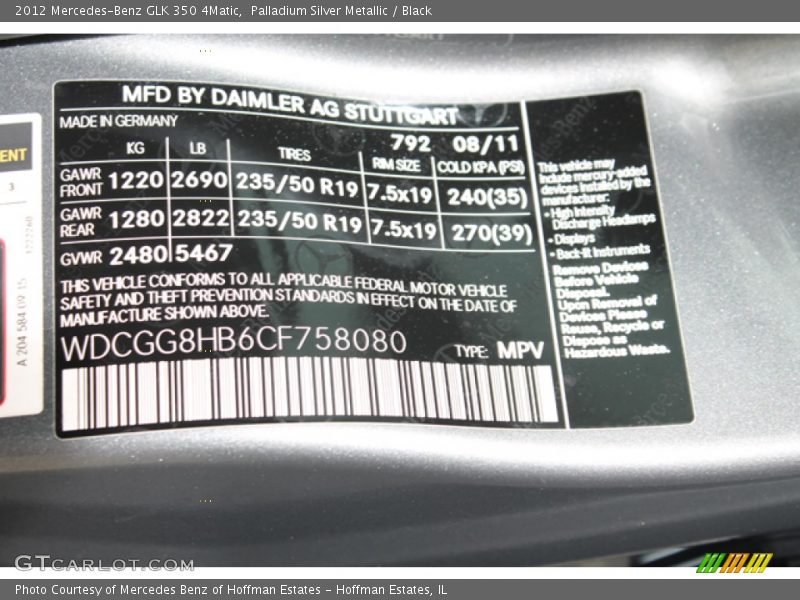 2012 Mercedes-Benz GLK 350 4Matic,  Palladium Silver Metallic / Black
MFD BY DAIMLER AG STUTTGART
MADE IN GERMANY
792 08/11
KG LB TIRES RIM SIZE COLD KPA (PSI)
GAWR FRONT 1220 2690 235/50 R19 7.5x19 240(35)
GAWR REAR 1280 2822 235/50 R19 7.5x19 270(39)
GVWR 2480 5467
THIS VEHICLE CONFORMS TO ALL APPLICABLE FEDERAL MOTOR VEHICLE
SAFETY AND THEFT PREVENTION STANDARDS IN EFFECT ON THE DATE OF
MANUFACTURE SHOWN ABOVE.
WDCGG8HB6CF758080
TYPE: MPV
This vehicle may
include mercury-added
devices installed by the
manufacturer:
• High Intensity
Discharge Headlamps
• Displays
• Back-lit Instruments
Remove Devices
Before Vehicle
Disposal.
Upon Removal of
Devices Please
Reuse, Recycle or
Dispose as
Hazardous Waste.
ENT
3
A 204 584 09 15
GTCARLOT.COM
Photo Courtesy of Mercedes Benz of Hoffman Estates - Hoffman Estates, IL